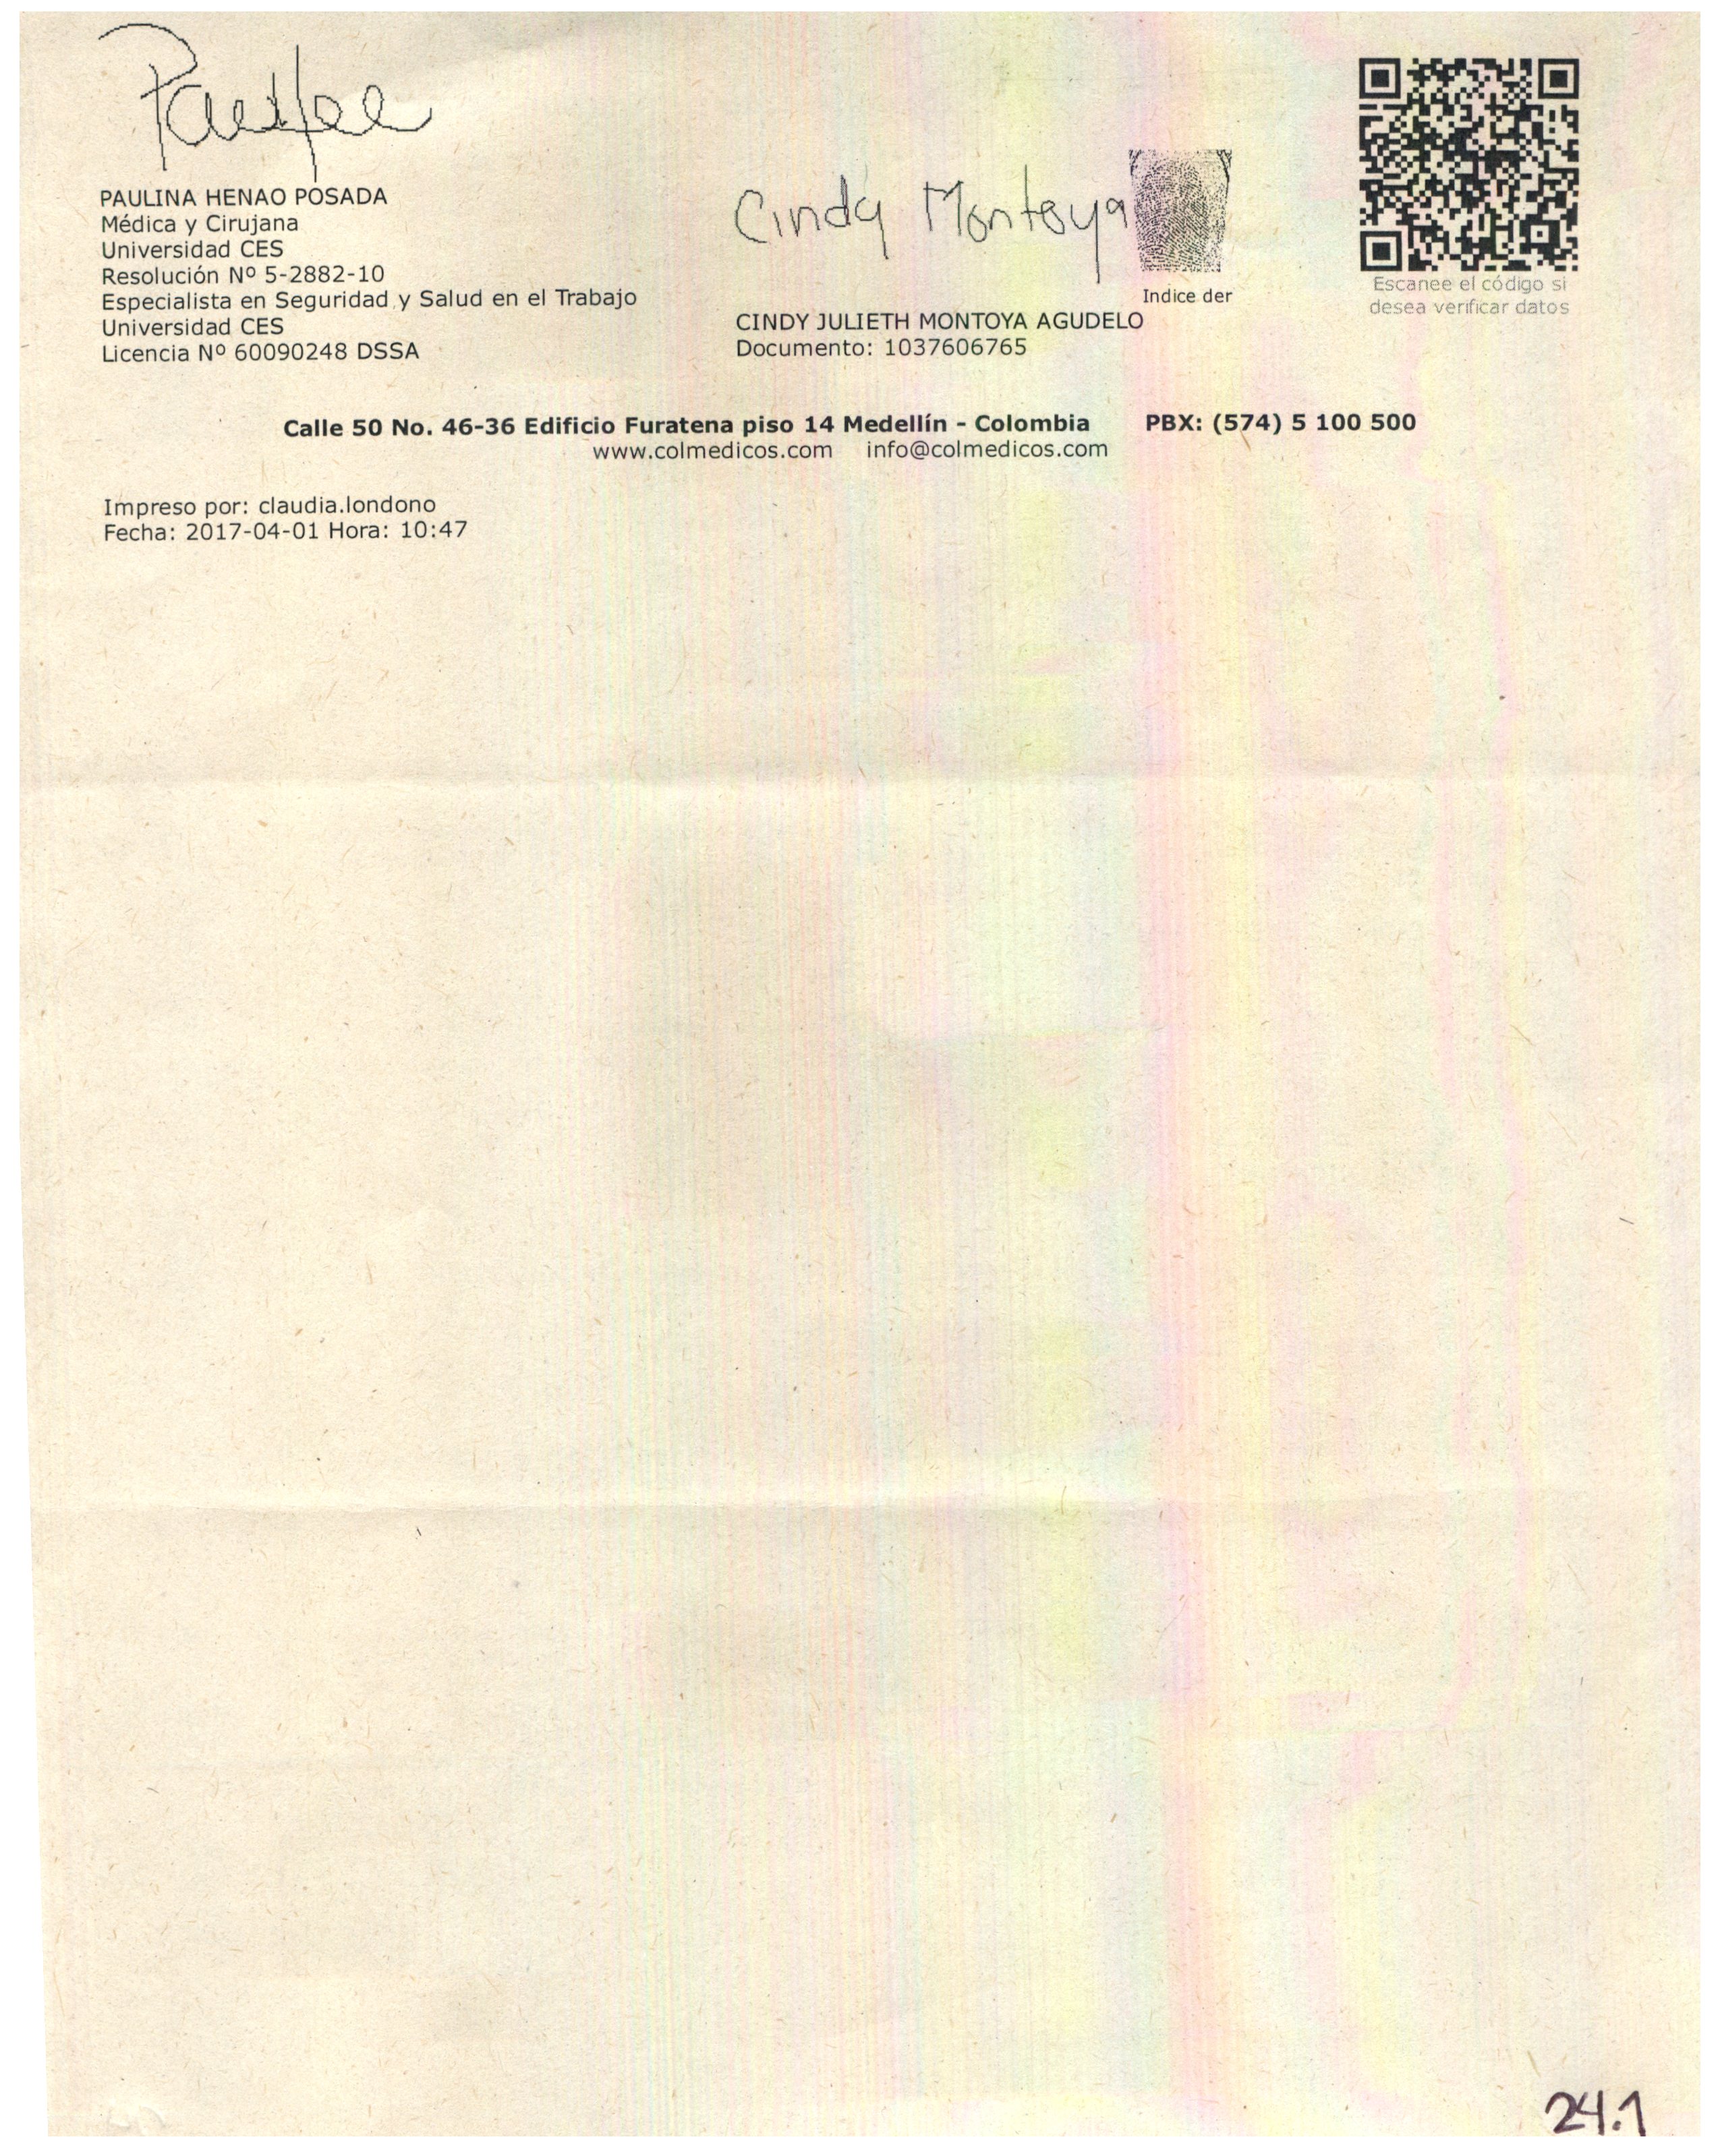 PAULINA HENAO POSADA
Médica y Cirujana
Universidad CES
Resolución Nº 5-2882-10
Especialista en Seguridad y Salud en el Trabajo
Universidad CES
Licencia Nº 60090248 DSSA
Cindy Montoya
Indice der
CINDY JULIETH MONTOYA AGUDELO
Documento: 1037606765
Escanee el código si
desea verificar datos
Calle 50 No. 46-36 Edificio Furatena piso 14 Medellín - Colombia PBX: (574) 5 100 500
www.colmedicos.com info@colmedicos.com
Impreso por: claudia.londono
Fecha: 2017-04-01 Hora: 10:47
24.1